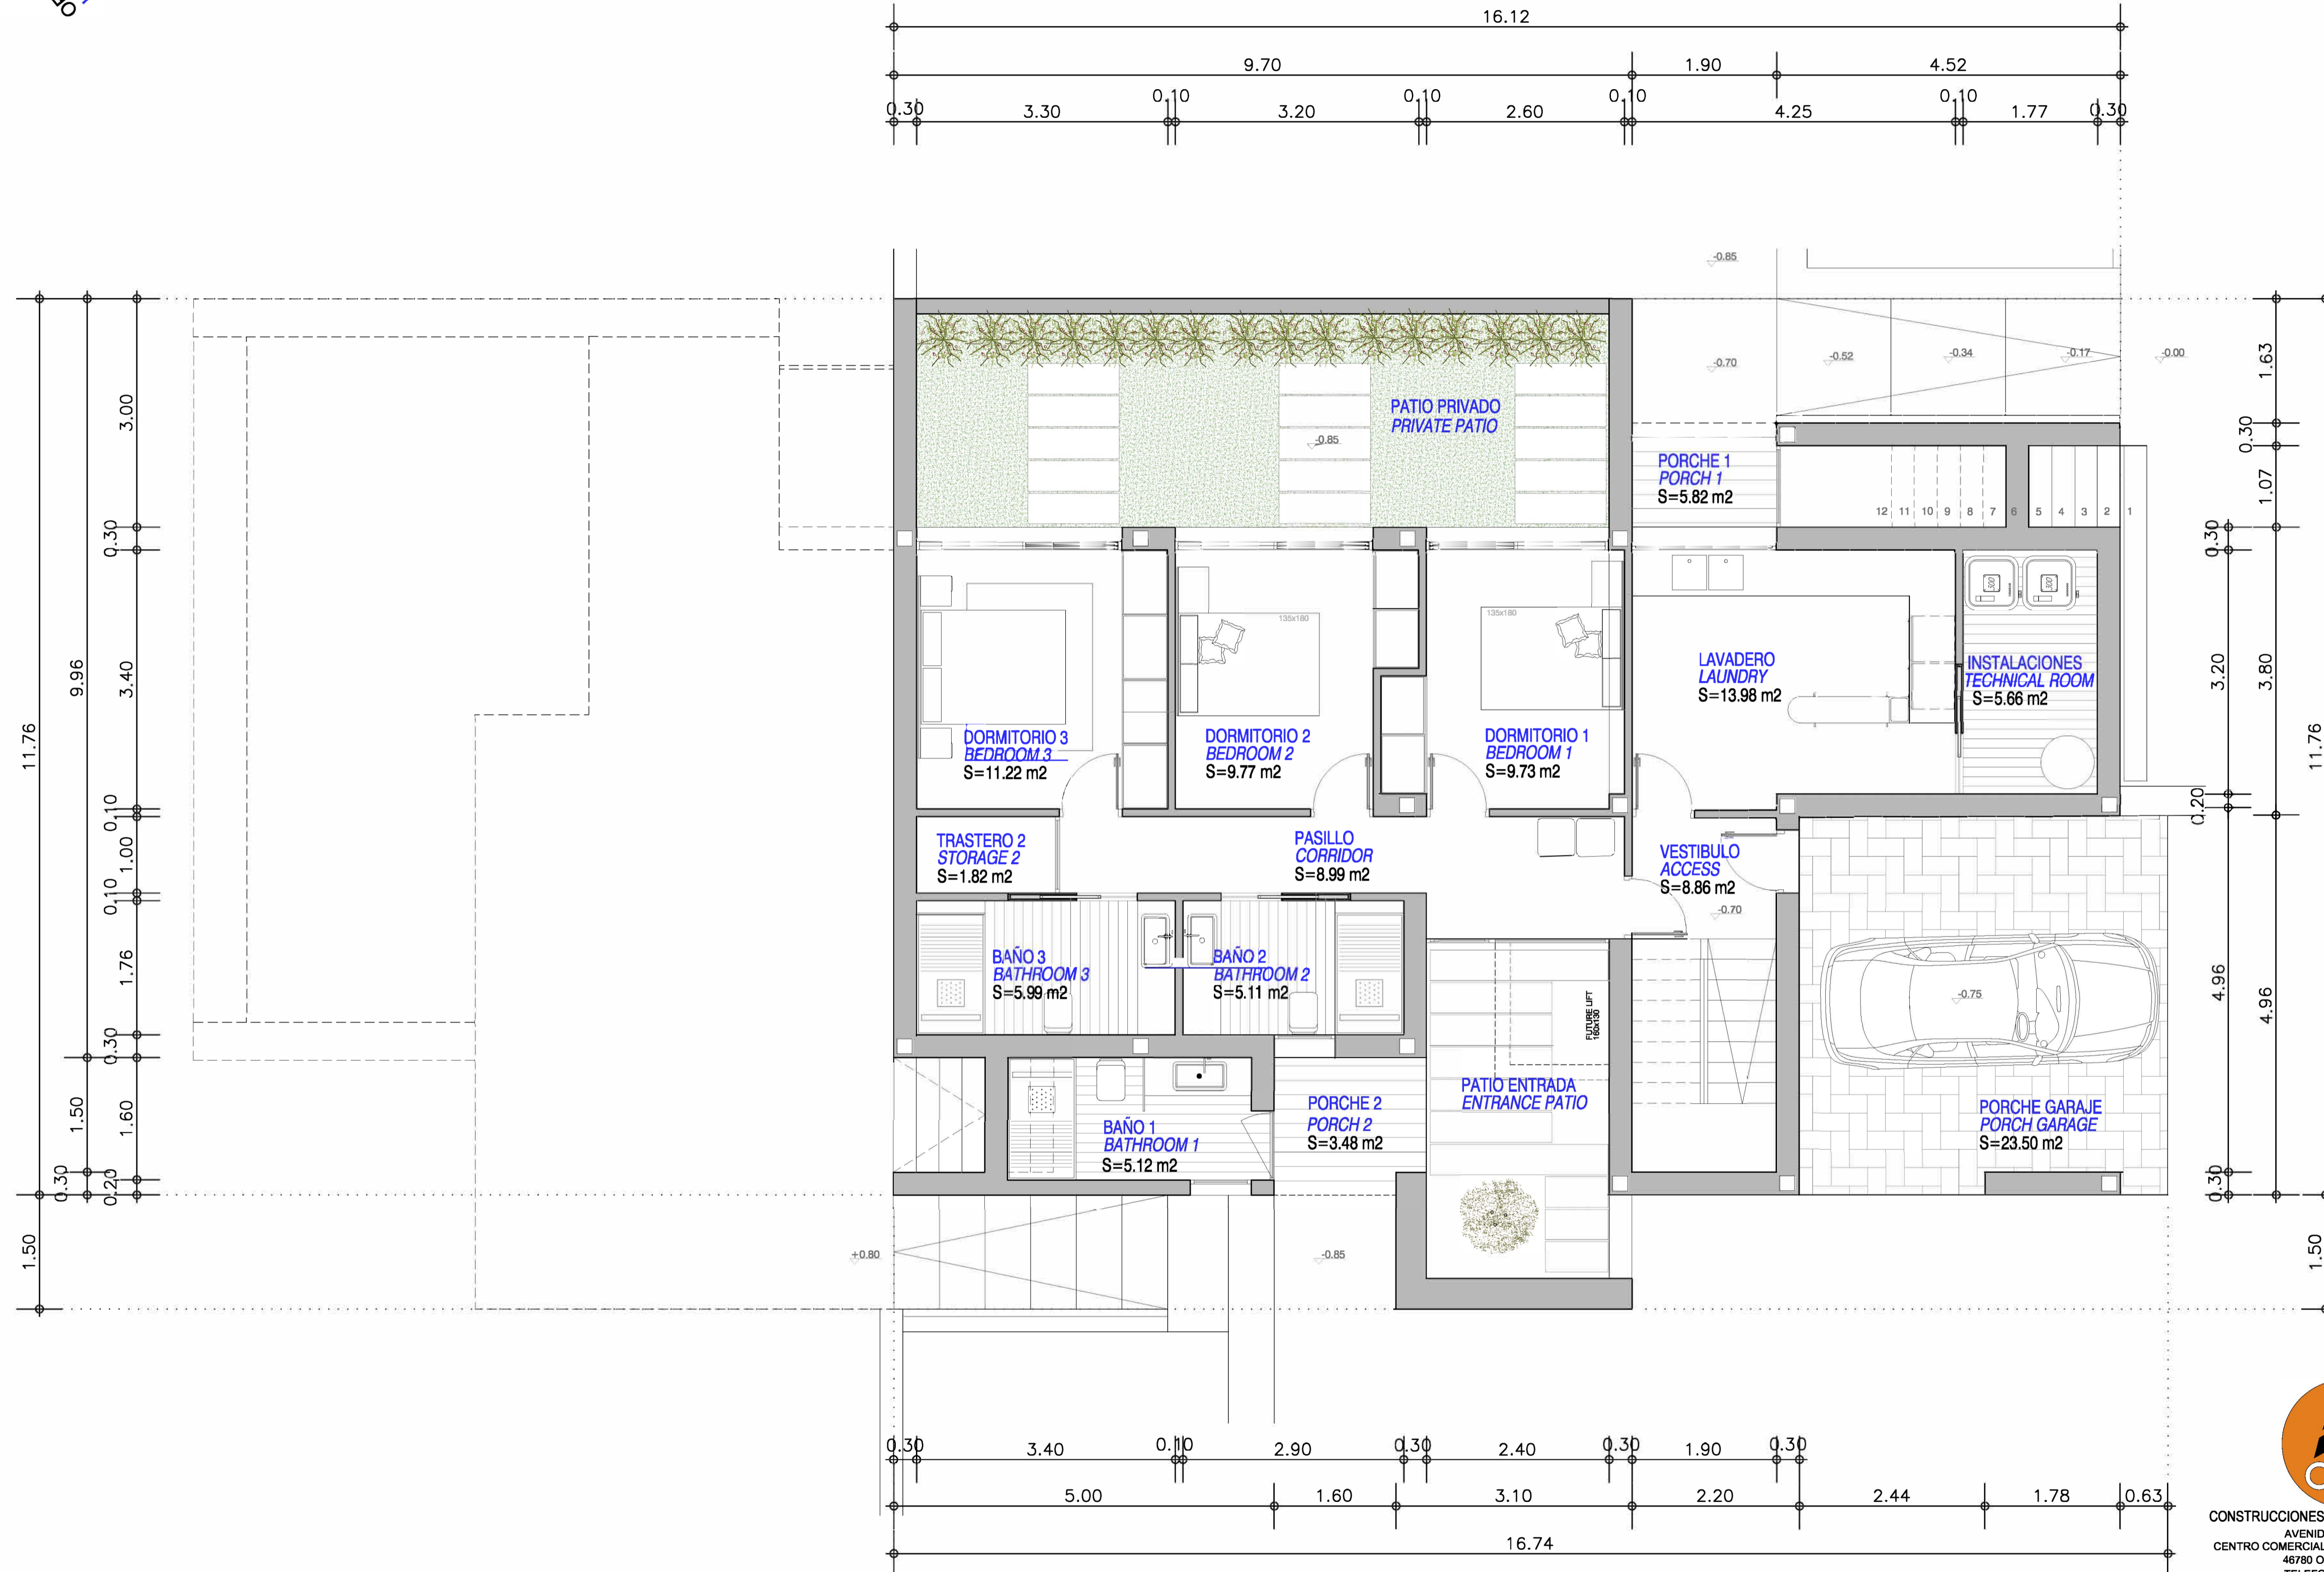 16.12
9.70
1.90
4.52
0.30
3.30
0.10
3.20
0.10
2.60
0.10
4.25
0.10
1.77
0.30
-0.85
-0.70
-0.52
-0.34
-0.17
-0.00
PATIO PRIVADO
PRIVATE PATIO
-0.85
PORCHE 1
PORCH 1
S=5.82 m2
12 11 10 9 8 7 6 5 4 3 2 1
135x180
135x180
300
300
DORMITORIO 3
BEDROOM 3
S=11.22 m2
DORMITORIO 2
BEDROOM 2
S=9.77 m2
DORMITORIO 1
BEDROOM 1
S=9.73 m2
LAVADERO
LAUNDRY
S=13.98 m2
INSTALACIONES
TECHNICAL ROOM
S=5.66 m2
TRASTERO 2
STORAGE 2
S=1.82 m2
PASILLO
CORRIDOR
S=8.99 m2
VESTIBULO
ACCESS
S=8.86 m2
-0.70
BAÑO 3
BATHROOM 3
S=5.99 m2
BAÑO 2
BATHROOM 2
S=5.11 m2
FUTURE LIFT
160x130
-0.75
BAÑO 1
BATHROOM 1
S=5.12 m2
PORCHE 2
PORCH 2
S=3.48 m2
PATIO ENTRADA
ENTRANCE PATIO
PORCHE GARAJE
PORCH GARAGE
S=23.50 m2
+0.80
-0.85
11.76
1.50
9.96
1.50
0.30
3.00
0.30
3.40
0.10
1.00
0.10
1.76
0.30
1.60
0.20
0.30
3.20
0.20
4.96
0.30
1.63
0.30
1.07
3.80
4.96
11.76
1.50
0.30
3.40
0.10
2.90
0.30
2.40
0.30
1.90
0.30
5.00
1.60
3.10
2.20
2.44
1.78
0.63
16.74
CONSTRUCCIONES
AVENID
CENTRO COMERCIAL
46780 O